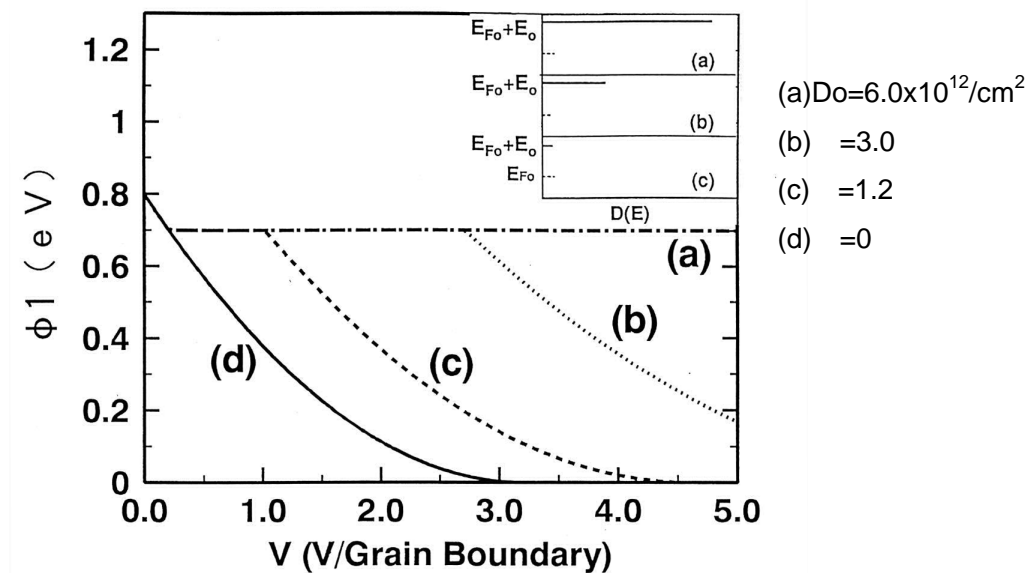 1.2
1
0.8
0.6
0.4
0.2
0
0.0
1.0
2.0
3.0
4.0
5.0
V (V/Grain Boundary)
ϕ1 (eV)
(a)
(b)
(c)
(d)
E_Fo+E_o
(a)
E_Fo+E_o
(b)
E_Fo+E_o
E_Fo
(c)
D(E)
(a)Do=6.0x10^12/cm^2
(b) =3.0
(c) =1.2
(d) =0